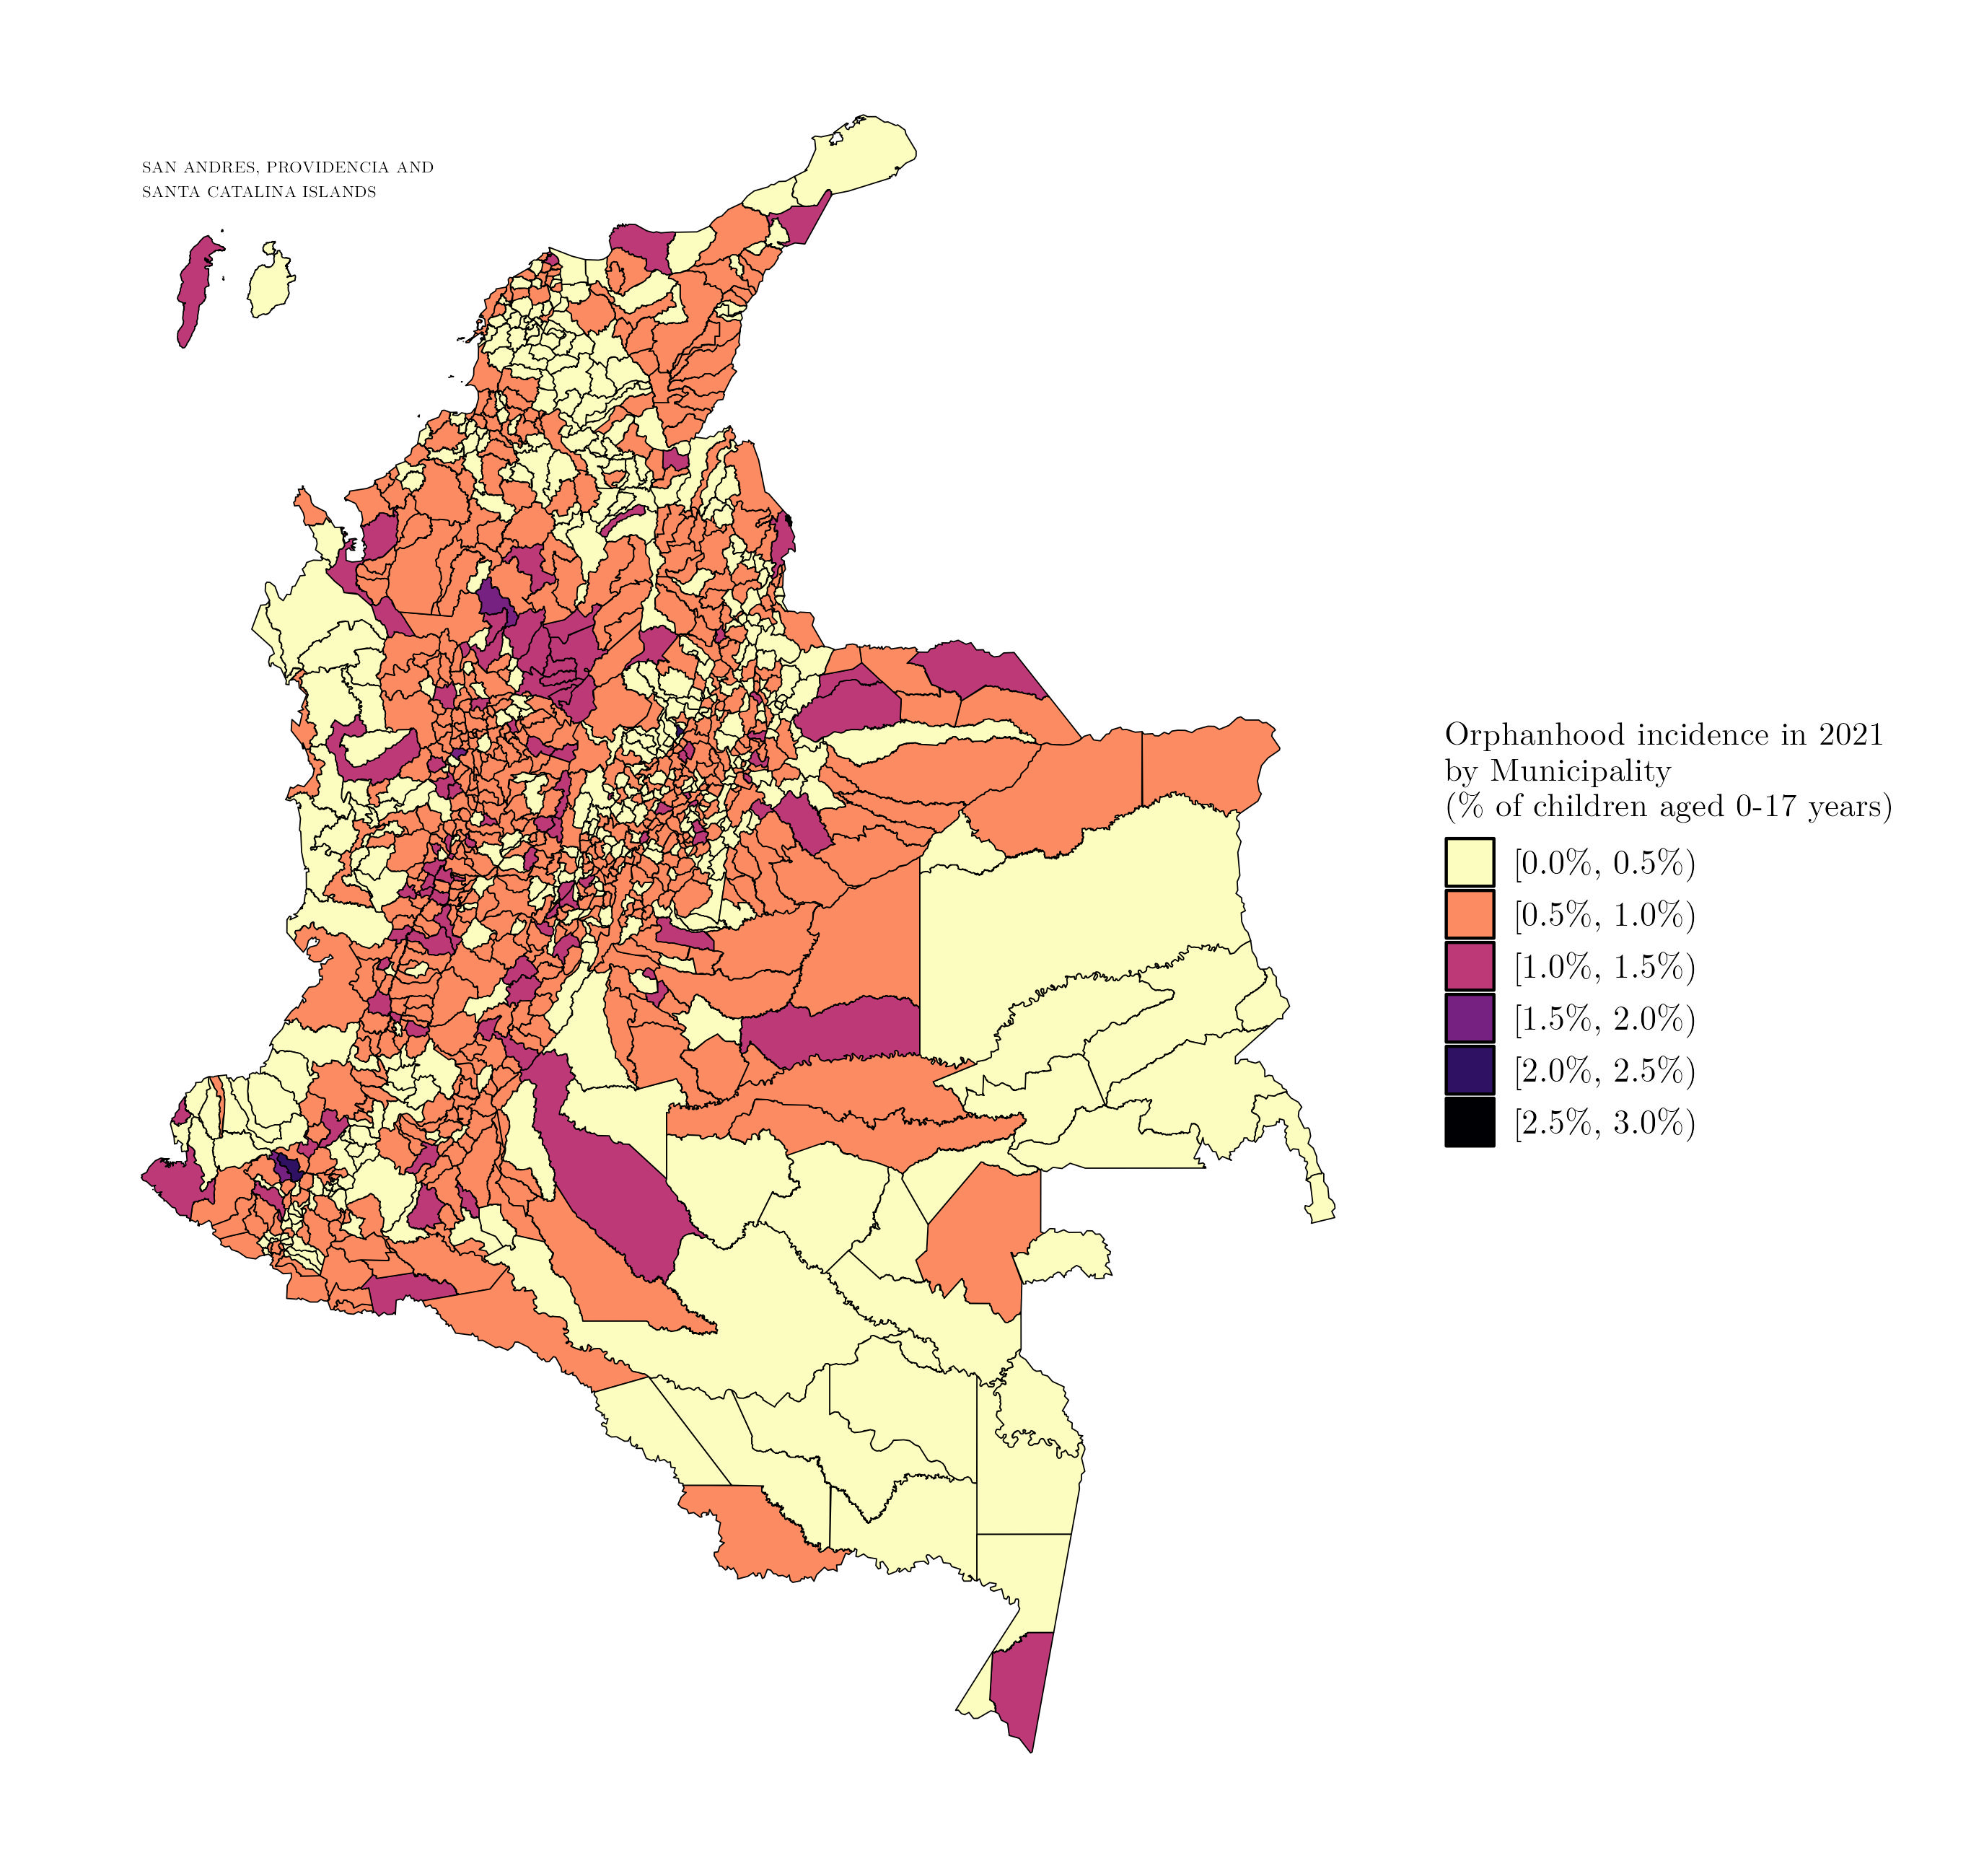 SAN ANDRES, PROVIDENCIA AND
SANTA CATALINA ISLANDS
Orphanhood incidence in 2021
by Municipality
(% of children aged 0-17 years)
[0.0%, 0.5%)
[0.5%, 1.0%)
[1.0%, 1.5%)
[1.5%, 2.0%)
[2.0%, 2.5%)
[2.5%, 3.0%)